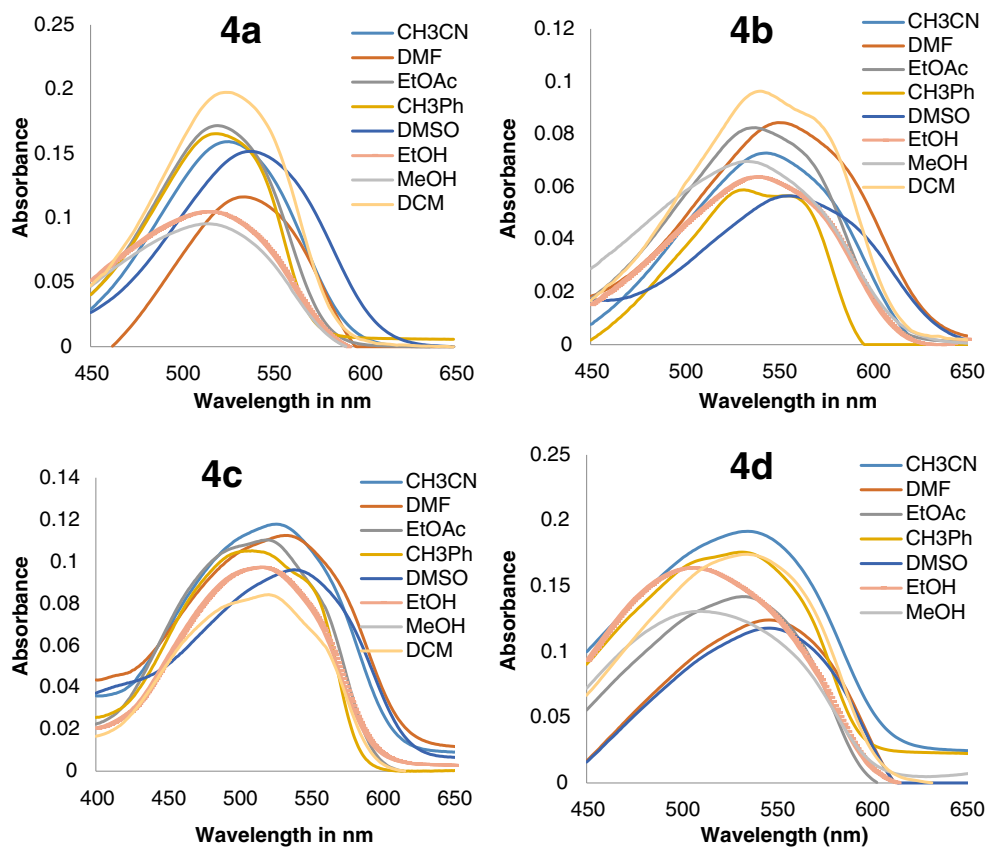 4a
0.25
0.2
0.15
0.1
0.05
0
Absorbance
450 500 550 600 650
Wavelength in nm
CH3CN
DMF
EtOAc
CH3Ph
DMSO
EtOH
MeOH
DCM
4b
0.12
0.1
0.08
0.06
0.04
0.02
0
Absorbance
450 500 550 600 650
Wavelength in nm
CH3CN
DMF
EtOAc
CH3Ph
DMSO
EtOH
MeOH
DCM
4c
0.14
0.12
0.1
0.08
0.06
0.04
0.02
0
Absorbance
400 450 500 550 600 650
Wavelength in nm
CH3CN
DMF
EtOAc
CH3Ph
DMSO
EtOH
MeOH
DCM
4d
0.25
0.2
0.15
0.1
0.05
0
Absorbance
450 500 550 600 650
Wavelength (nm)
CH3CN
DMF
EtOAc
CH3Ph
DMSO
EtOH
MeOH